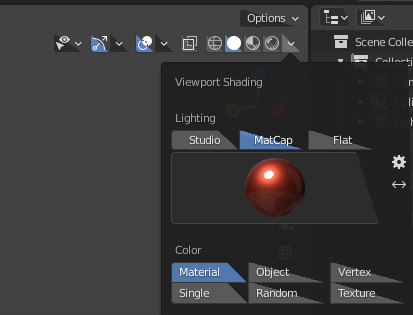 Options
Scene Colle
Collecti
Viewport Shading
Lighting
Studio MatCap Flat
Color
Material Object Vertex
Single Random Texture